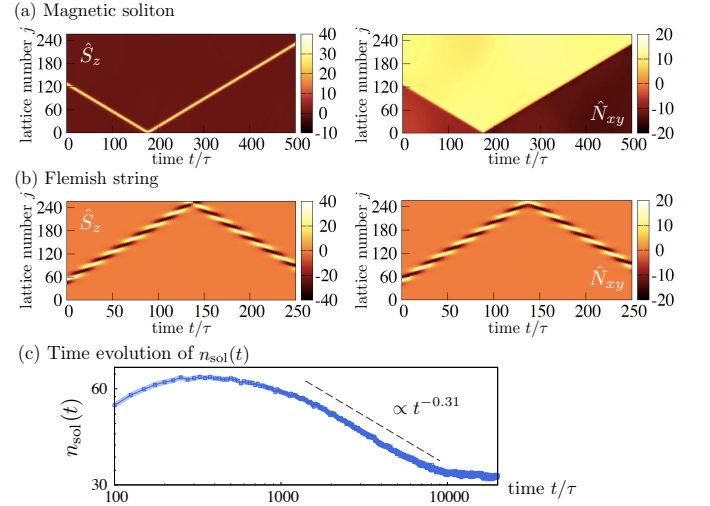 (a) Magnetic soliton
lattice number j
240
180
120
60
0
Ŝz
0 100 200 300 400 500
time t/τ
40
30
20
10
0
-10
lattice number j
240
180
120
60
0
N̂xy
0 100 200 300 400 500
time t/τ
20
10
0
-10
-20
(b) Flemish string
lattice number j
240
180
120
60
0
Ŝz
0 50 100 150 200 250
time t/τ
40
20
0
-20
-40
lattice number j
240
180
120
60
0
N̂xy
0 50 100 150 200 250
time t/τ
20
10
0
-10
-20
(c) Time evolution of nsol(t)
nsol(t)
60
30
∝ t−0.31
100 1000 10000 time t/τ